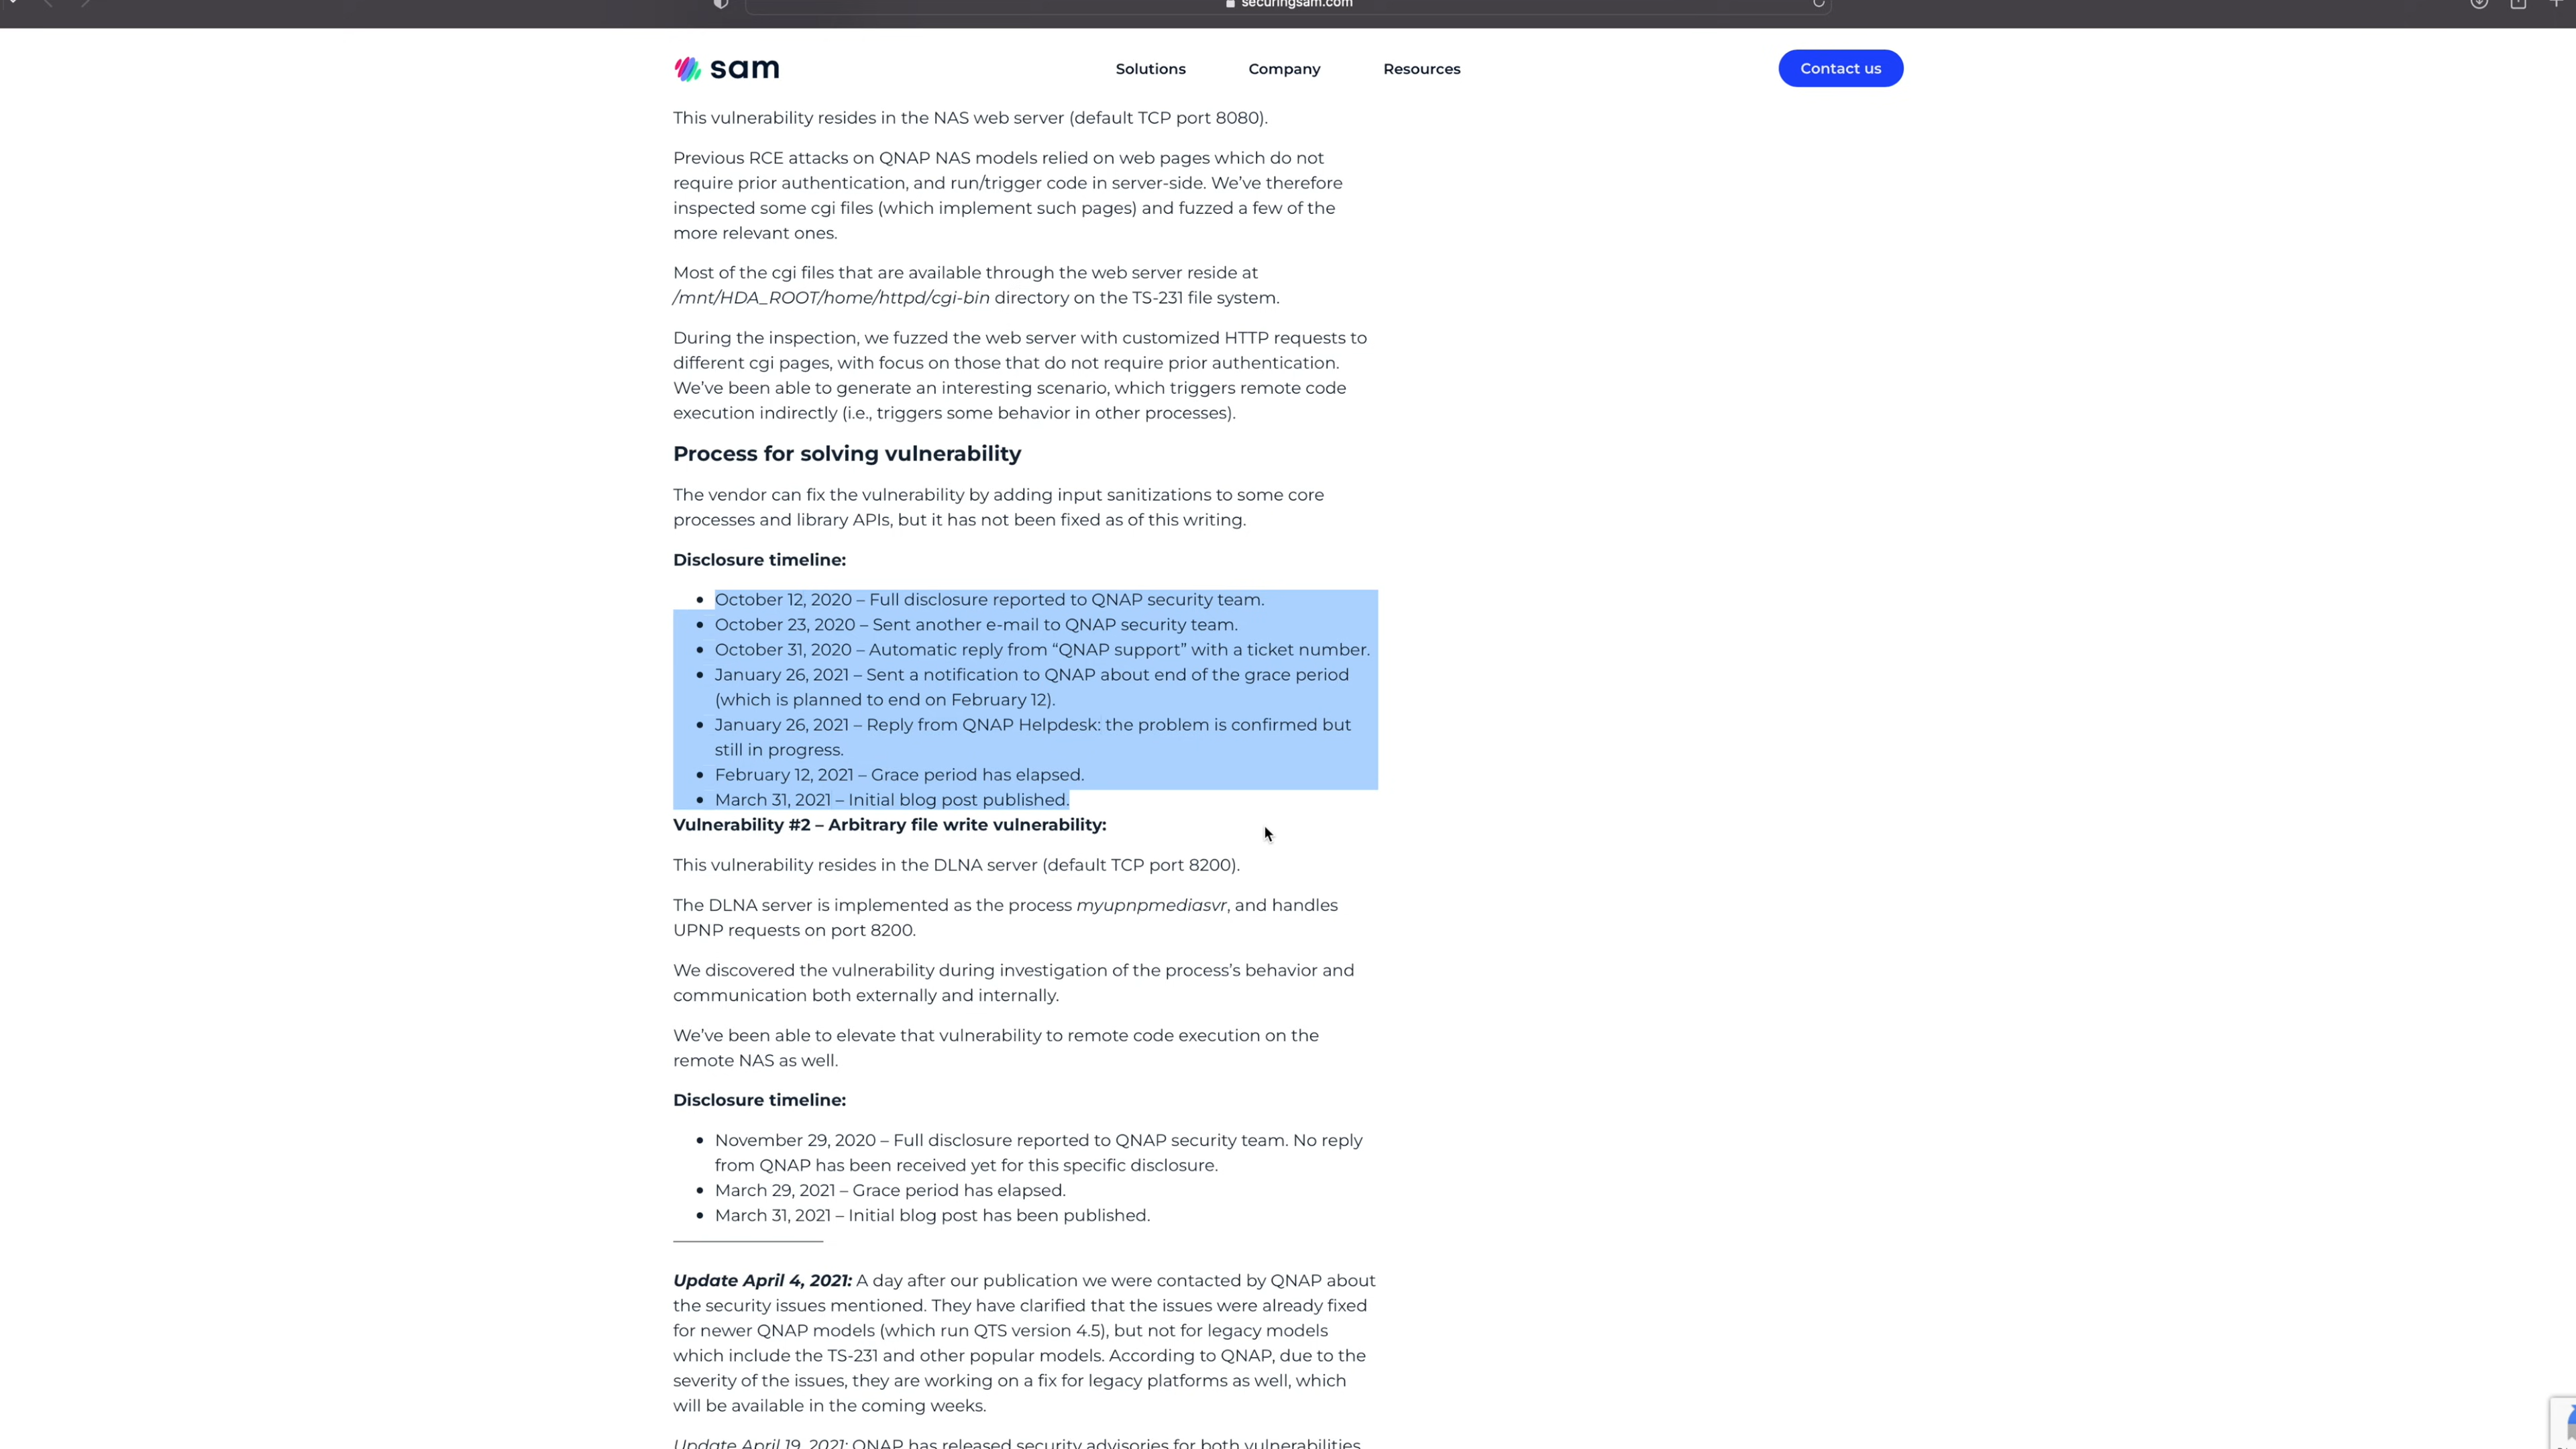 securingsam.com
sam
Solutions
Company
Resources
Contact us
This vulnerability resides in the NAS web server (default TCP port 8080).
Previous RCE attacks on QNAP NAS models relied on web pages which do not
require prior authentication, and run/trigger code in server-side. We’ve therefore
inspected some cgi files (which implement such pages) and fuzzed a few of the
more relevant ones.
Most of the cgi files that are available through the web server reside at
/mnt/HDA_ROOT/home/httpd/cgi-bin directory on the TS-231 file system.
During the inspection, we fuzzed the web server with customized HTTP requests to
different cgi pages, with focus on those that do not require prior authentication.
We’ve been able to generate an interesting scenario, which triggers remote code
execution indirectly (i.e., triggers some behavior in other processes).
Process for solving vulnerability
The vendor can fix the vulnerability by adding input sanitizations to some core
processes and library APIs, but it has not been fixed as of this writing.
Disclosure timeline:
• October 12, 2020 – Full disclosure reported to QNAP security team.
• October 23, 2020 – Sent another e-mail to QNAP security team.
• October 31, 2020 – Automatic reply from “QNAP support” with a ticket number.
• January 26, 2021 – Sent a notification to QNAP about end of the grace period
(which is planned to end on February 12).
• January 26, 2021 – Reply from QNAP Helpdesk: the problem is confirmed but
still in progress.
• February 12, 2021 – Grace period has elapsed.
• March 31, 2021 – Initial blog post published.
Vulnerability #2 – Arbitrary file write vulnerability:
This vulnerability resides in the DLNA server (default TCP port 8200).
The DLNA server is implemented as the process myupnpmediasvr, and handles
UPNP requests on port 8200.
We discovered the vulnerability during investigation of the process’s behavior and
communication both externally and internally.
We’ve been able to elevate that vulnerability to remote code execution on the
remote NAS as well.
Disclosure timeline:
• November 29, 2020 – Full disclosure reported to QNAP security team. No reply
from QNAP has been received yet for this specific disclosure.
• March 29, 2021 – Grace period has elapsed.
• March 31, 2021 – Initial blog post has been published.
Update April 4, 2021: A day after our publication we were contacted by QNAP about
the security issues mentioned. They have clarified that the issues were already fixed
for newer QNAP models (which run QTS version 4.5), but not for legacy models
which include the TS-231 and other popular models. According to QNAP, due to the
severity of the issues, they are working on a fix for legacy platforms as well, which
will be available in the coming weeks.
Update April 19, 2021: QNAP has released security advisories for both vulnerabilities